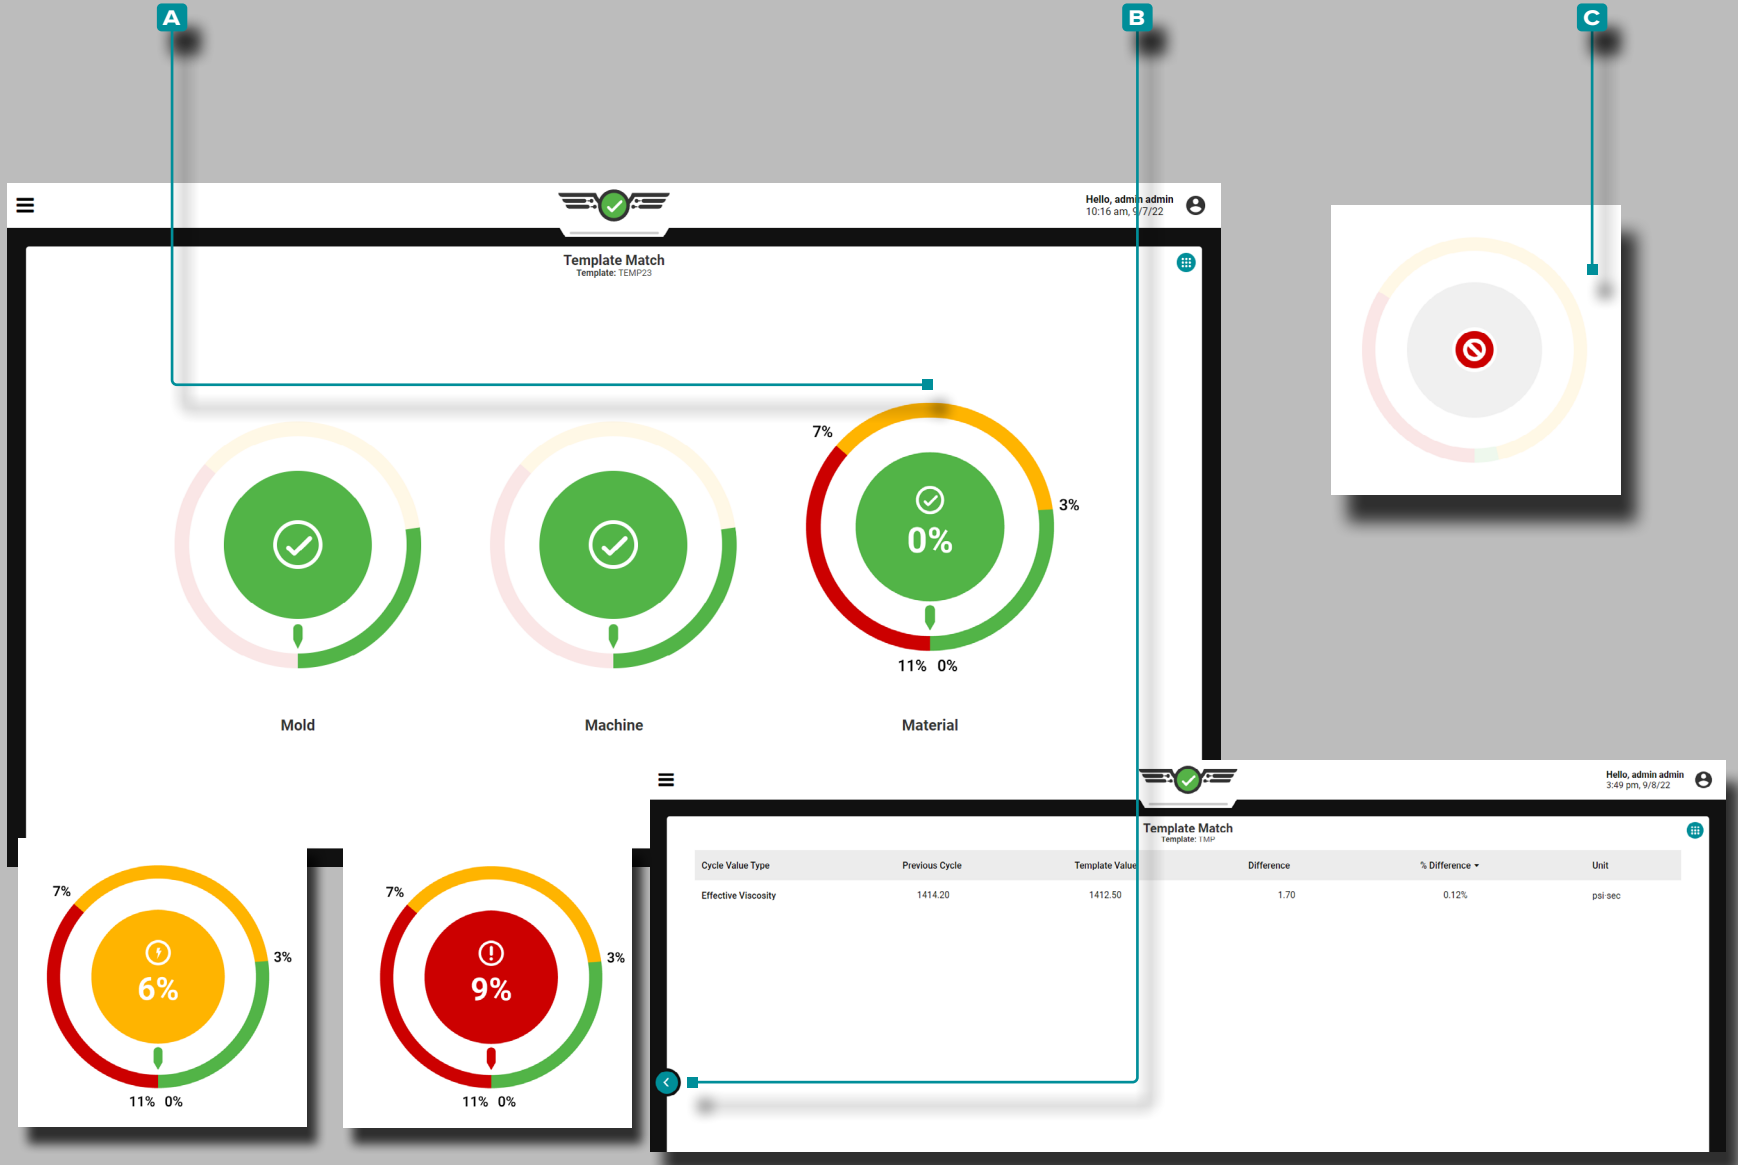 A
B
C
Hello, admin admin
10:16 am, 9/7/22
Template Match
Template: TEMP23
7%
3%
0%
11% 0%
Mold
Machine
Material
Hello, admin admin
3:49 pm, 9/8/22
Template Match
Template: TMP
Cycle Value Type Previous Cycle Template Value Difference % Difference Unit
Effective Viscosity 1414.20 1412.50 1.70 0.12% psi·sec
7%
3%
6%
11% 0%
7%
3%
9%
11% 0%